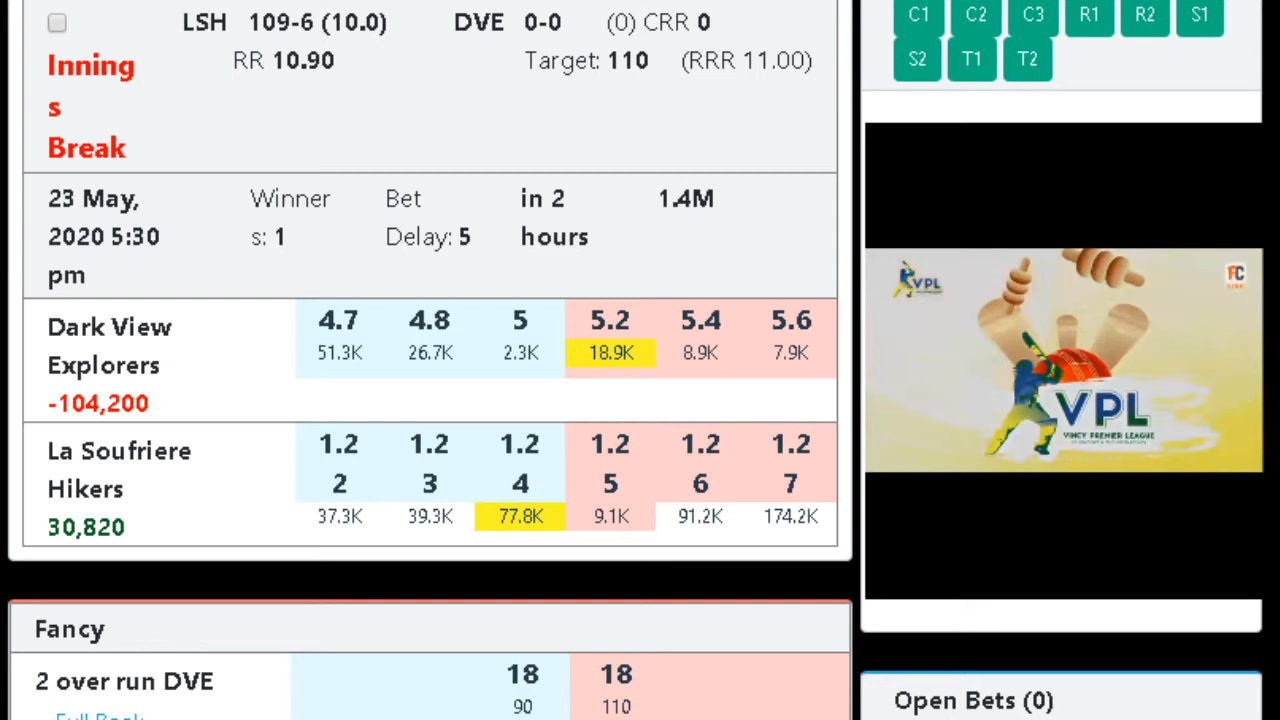 LSH 109-6 (10.0) DVE 0-0 (0) CRR 0
Inning
s
Break
RR 10.90 Target: 110 (RRR 11.00)
23 May,
2020 5:30
pm
Winner
s: 1
Bet
Delay: 5
in 2
hours
1.4M
Dark View
Explorers
-104,200
4.7 4.8 5 5.2 5.4 5.6
51.3K 26.7K 2.3K 18.9K 8.9K 7.9K
La Soufriere
Hikers
30,820
1.2 1.2 1.2 1.2 1.2 1.2
2 3 4 5 6 7
37.3K 39.3K 77.8K 9.1K 91.2K 174.2K
Fancy
2 over run DVE
18 18
90 110
C1 C2 C3 R1 R2 S1
S2 T1 T2
VPL
FC
VPL
VINCY PREMIER LEAGUE
Open Bets (0)